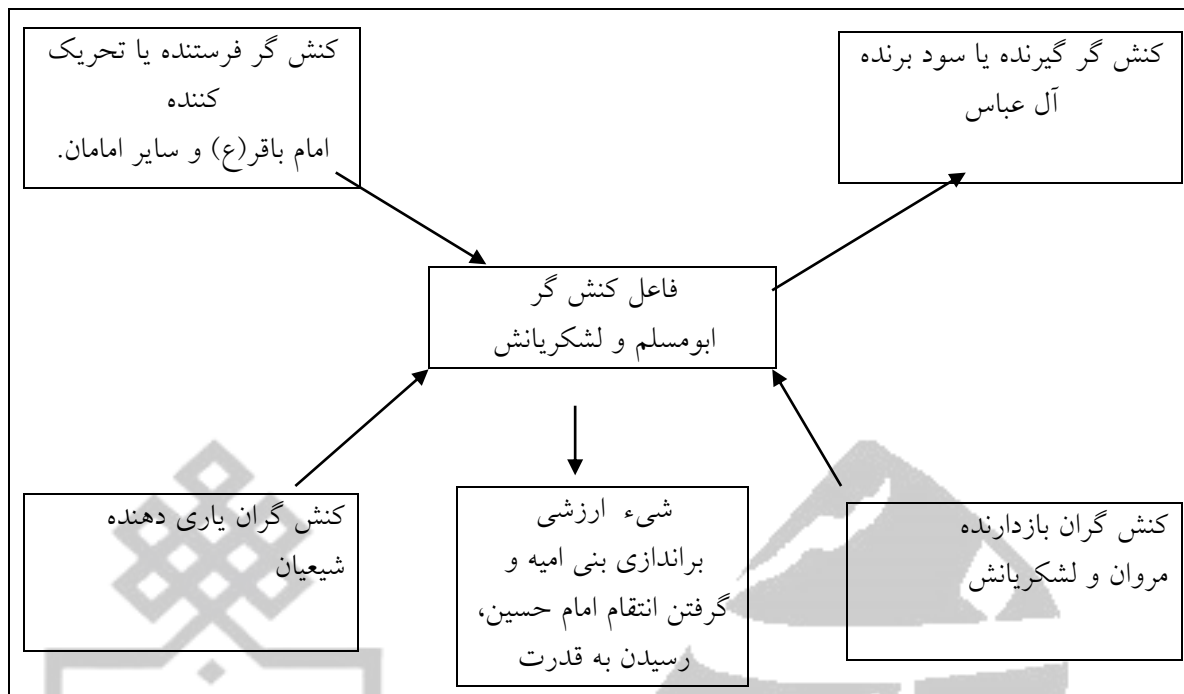 کنش گر گیرنده یا سود برنده
آل عباس
کنش گر فرستنده یا تحریک
کننده
امام باقر(ع) و سایر امامان.
فاعل کنش گر
ابومسلم و لشکریانش
کنش گران بازدارنده
مروان و لشکریانش
شیء ارزشی
براندازی بنی امیه و
گرفتن انتقام امام حسین،
رسیدن به قدرت
کنش گران یاری دهنده
شیعیان